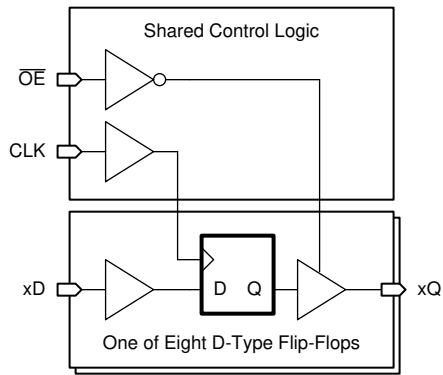 Shared Control Logic
OE
CLK
xD
D Q
xQ
One of Eight D-Type Flip-Flops